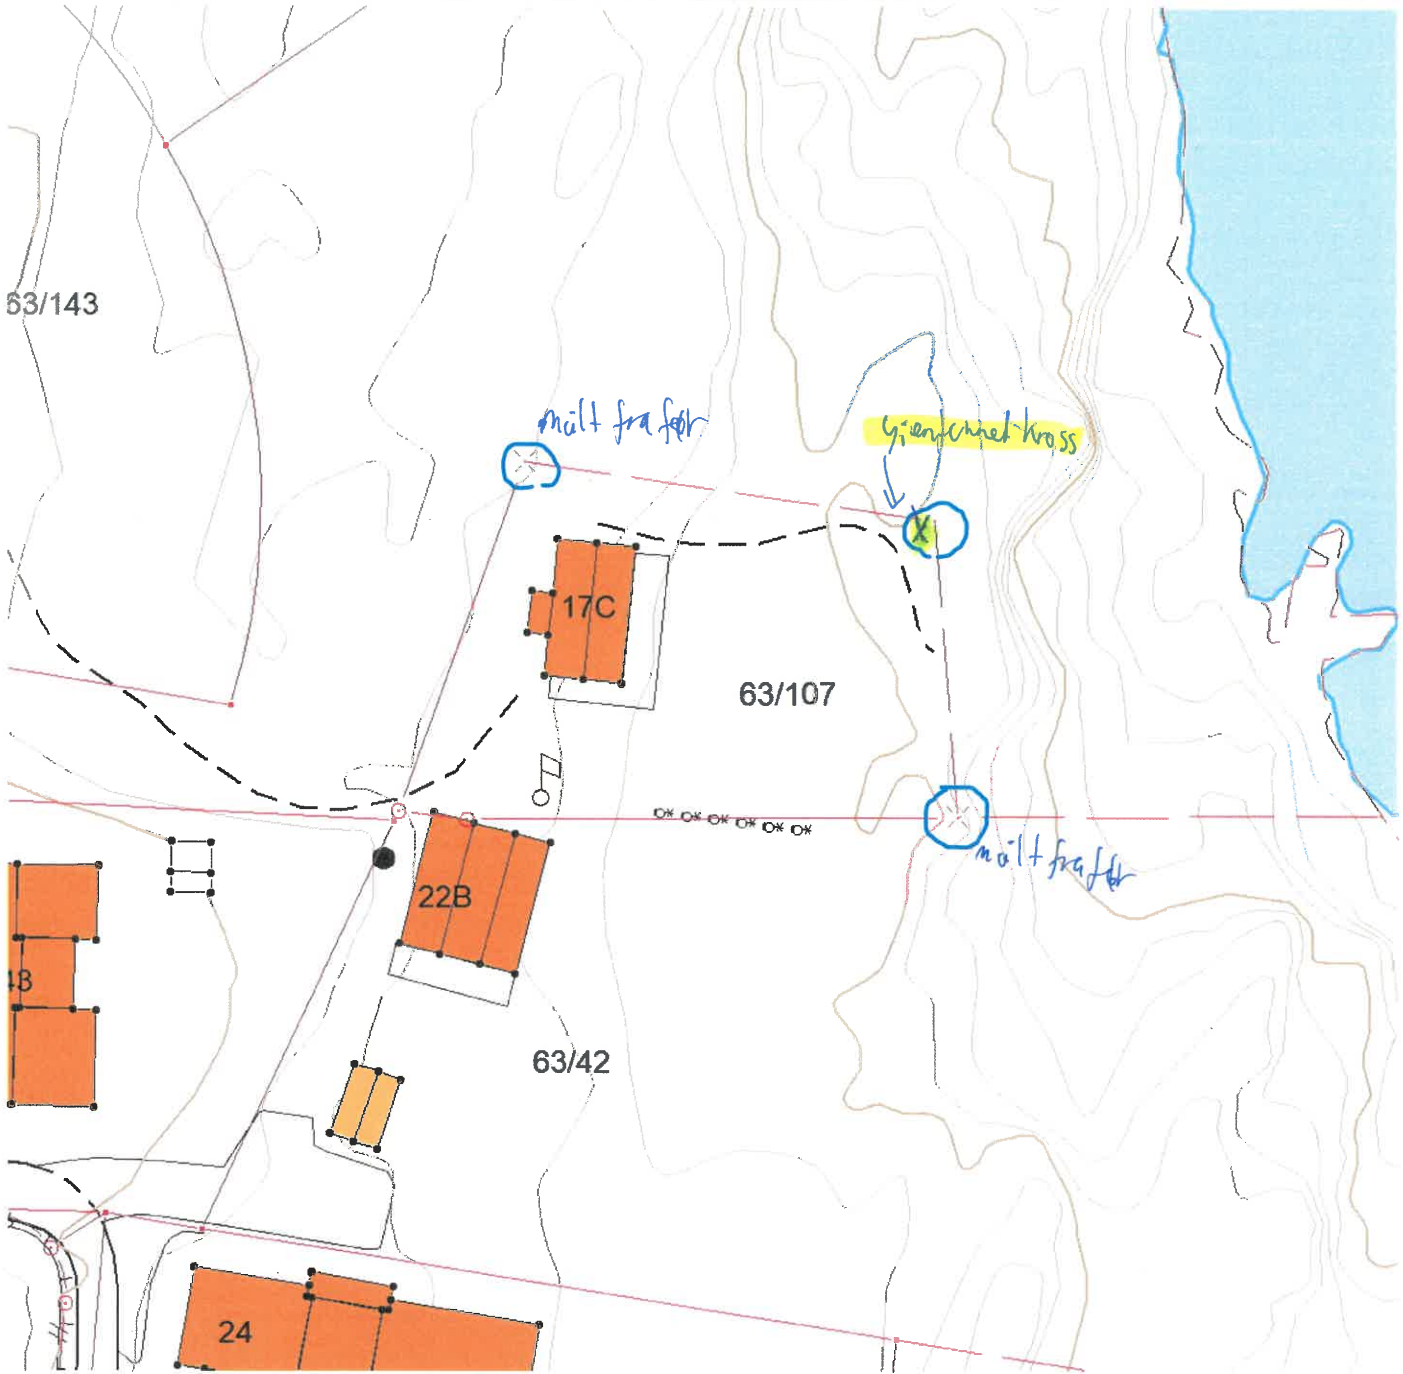 63/143
målt fra før
Gjenfunnet kross
X
17C
63/107
målt fra før
22B
63/42
24